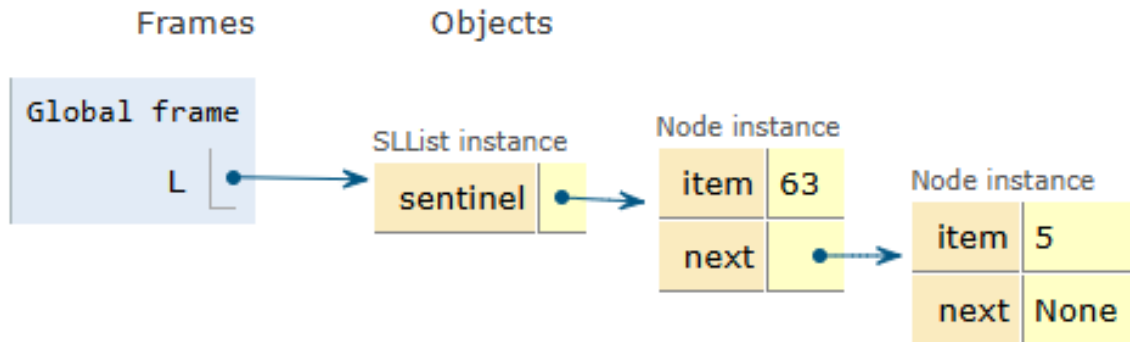 Frames Objects
Global frame
L
SLList instance
sentinel
Node instance
item 63
next
Node instance
item 5
next None